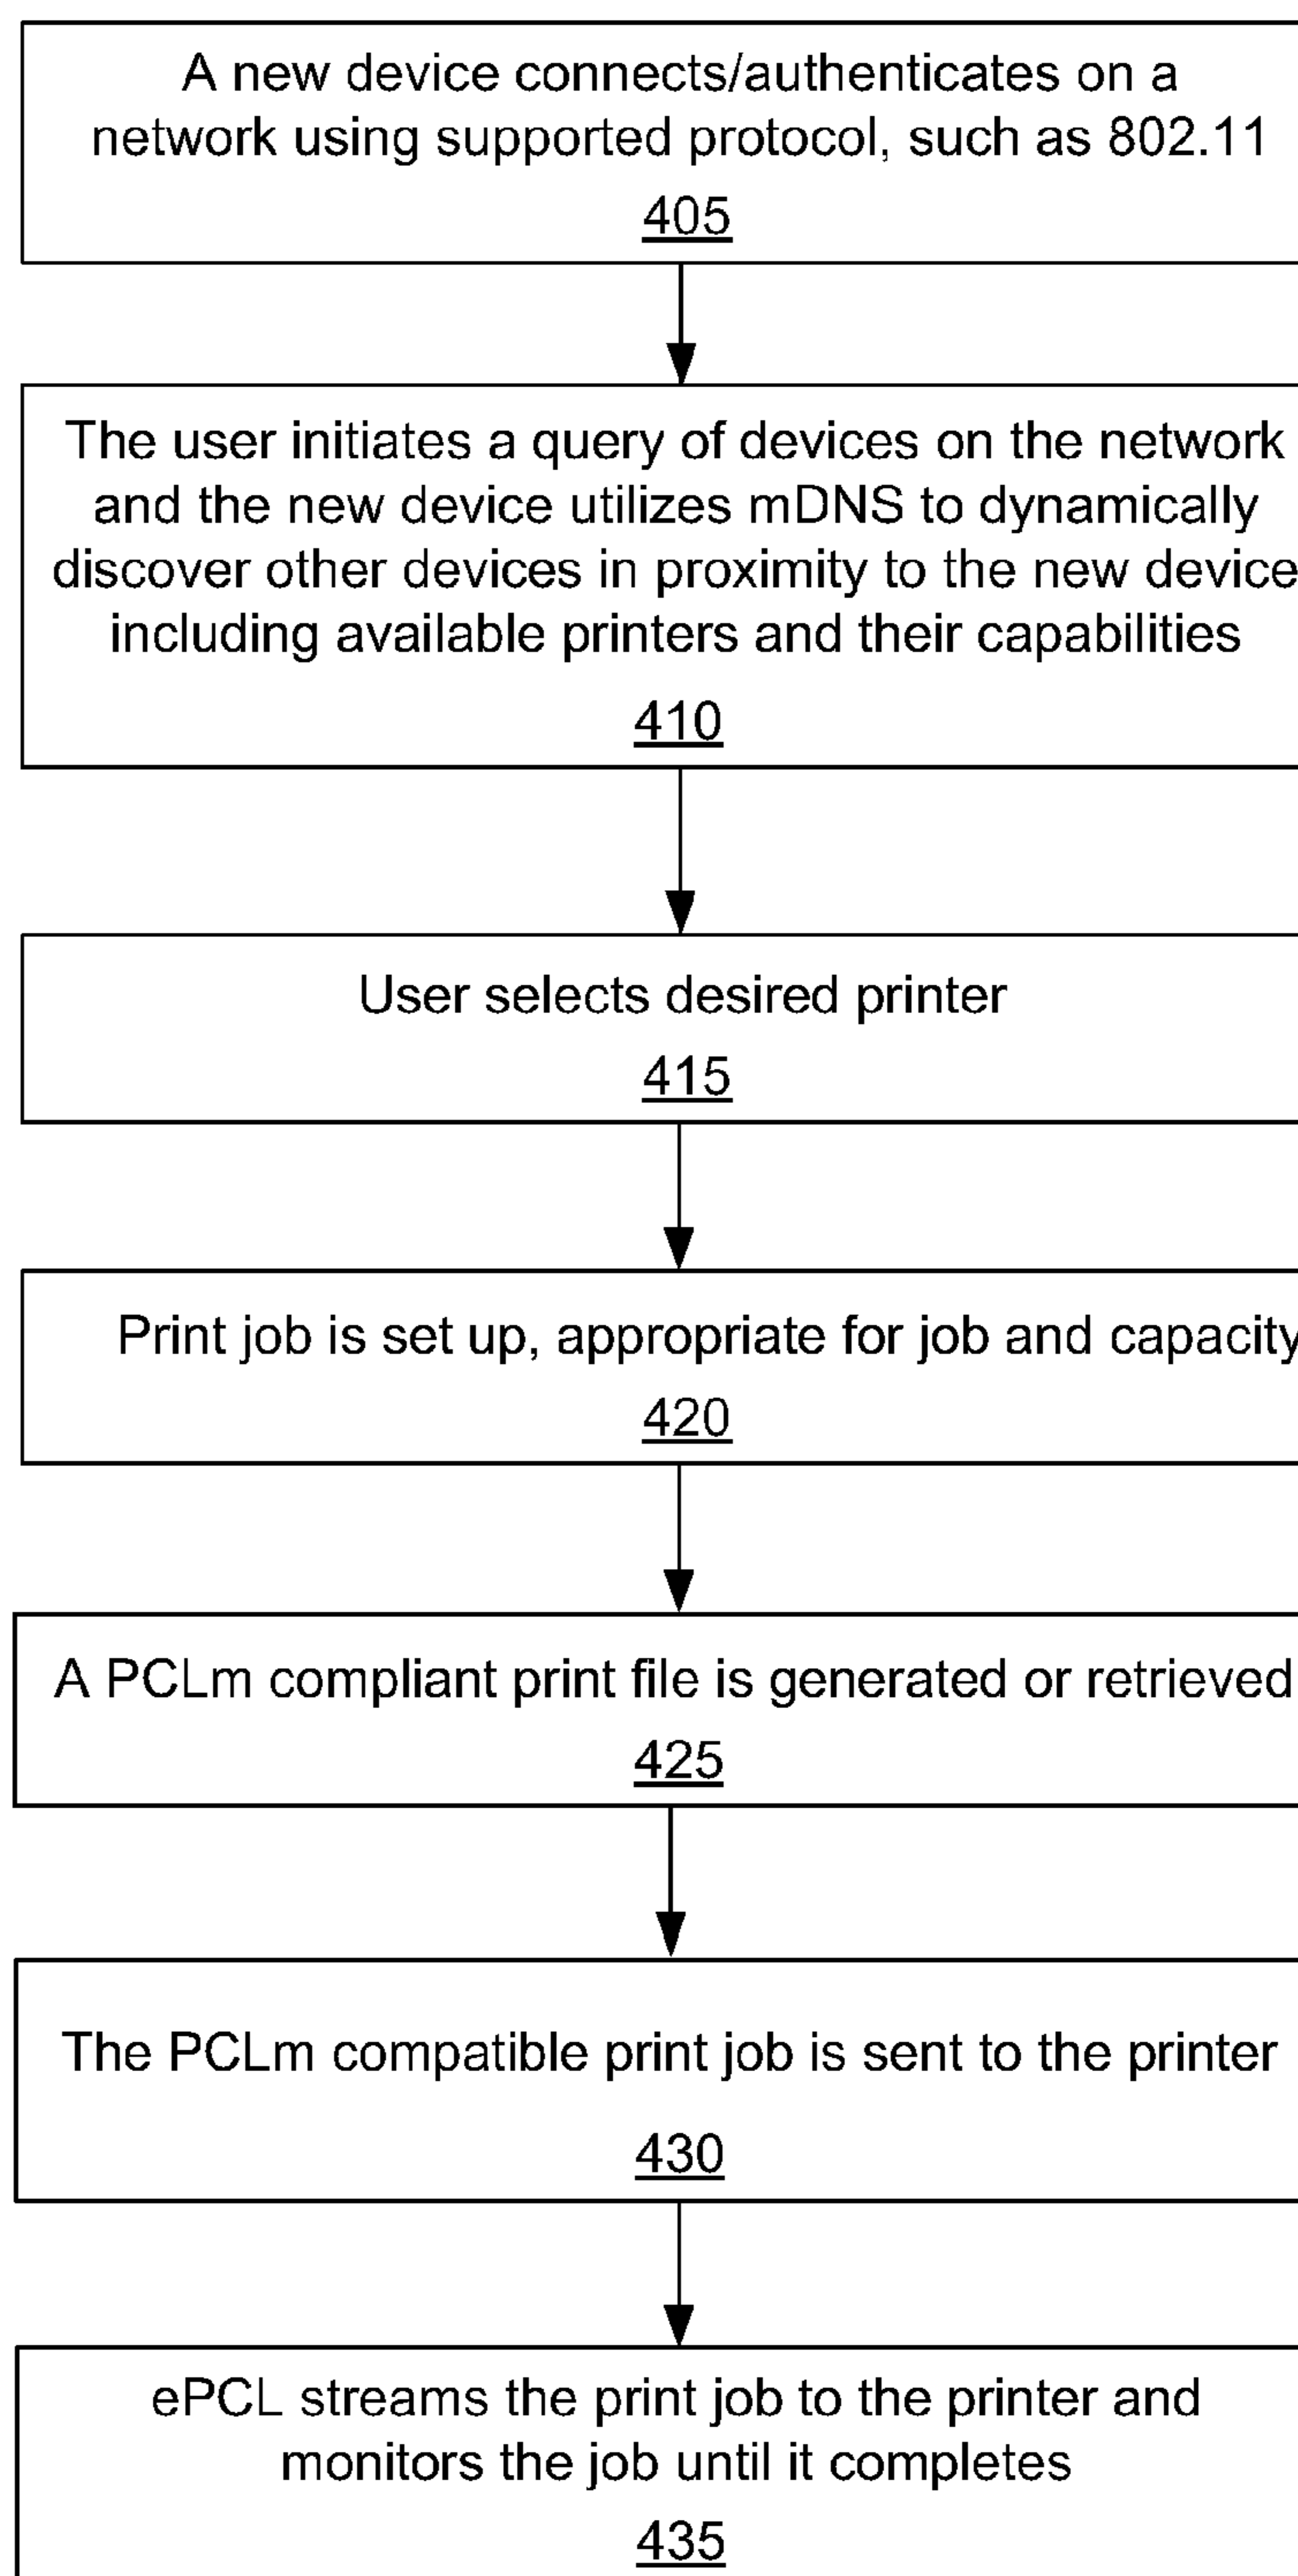 A new device connects/authenticates on a
network using supported protocol, such as 802.11
405
The user initiates a query of devices on the network
and the new device utilizes mDNS to dynamically
discover other devices in proximity to the new device
including available printers and their capabilities
410
User selects desired printer
415
Print job is set up, appropriate for job and capacity
420
A PCLm compliant print file is generated or retrieved
425
The PCLm compatible print job is sent to the printer
430
ePCL streams the print job to the printer and
monitors the job until it completes
435